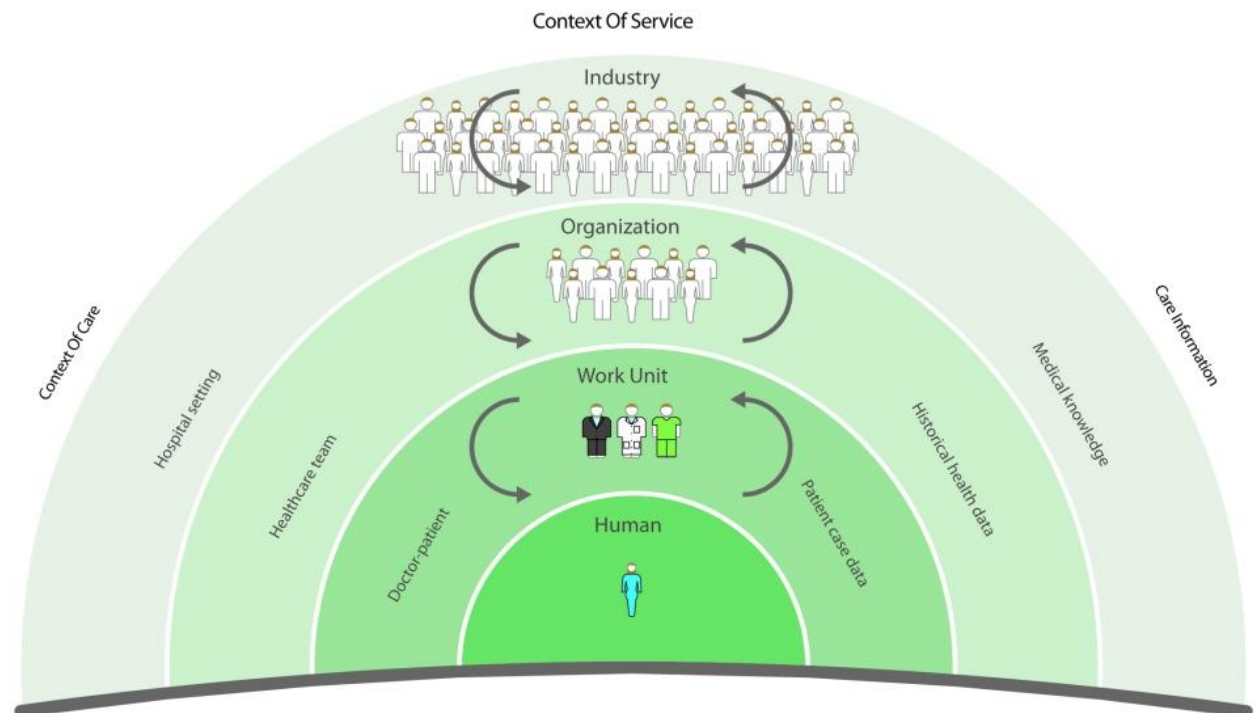 Context Of Service
Industry
Organization
Context Of Care
Care Information
Hospital setting
Medical knowledge
Work Unit
Healthcare team
Historical health data
Human
Doctor-patient
Patient case data